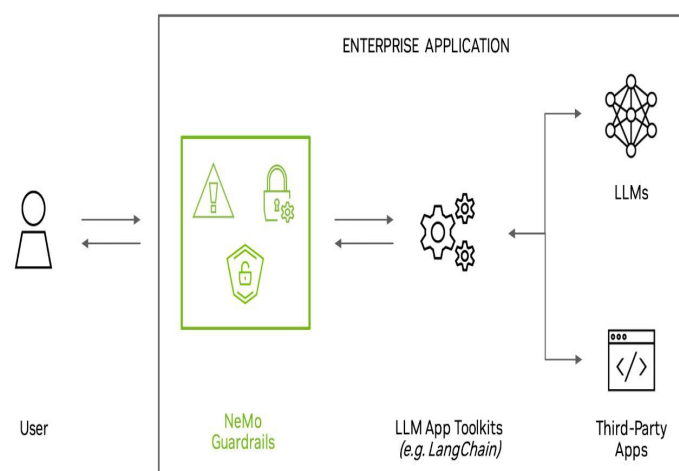 ENTERPRISE APPLICATION
LLMs
</>
User
NeMo
Guardrails
LLM App Toolkits
(e.g. LangChain)
Third-Party
Apps